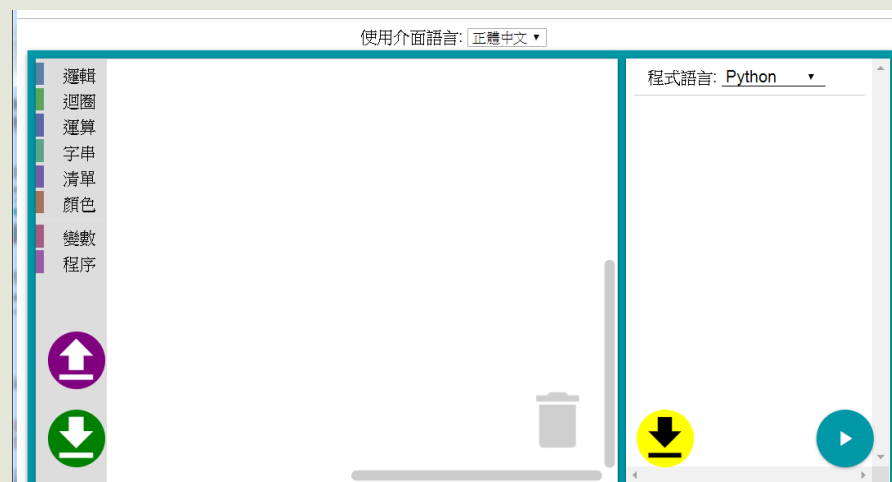 使用介面語言: 正體中文
邏輯
迴圈
運算
字串
清單
顏色
變數
程序
程式語言: Python